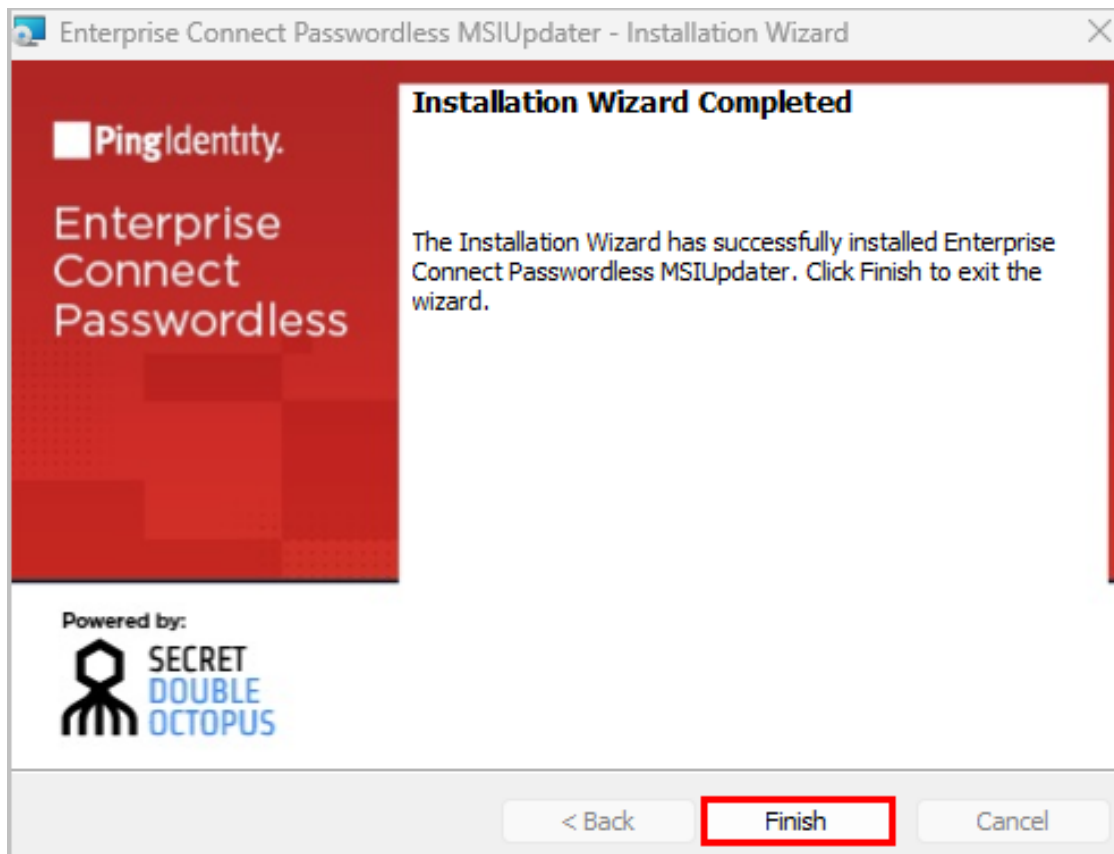 Enterprise Connect Passwordless MSIUpdater - Installation Wizard
PingIdentity.
Enterprise
Connect
Passwordless
Installation Wizard Completed
The Installation Wizard has successfully installed Enterprise
Connect Passwordless MSIUpdater. Click Finish to exit the
wizard.
Powered by:
SECRET
DOUBLE
OCTOPUS
< Back
Finish
Cancel